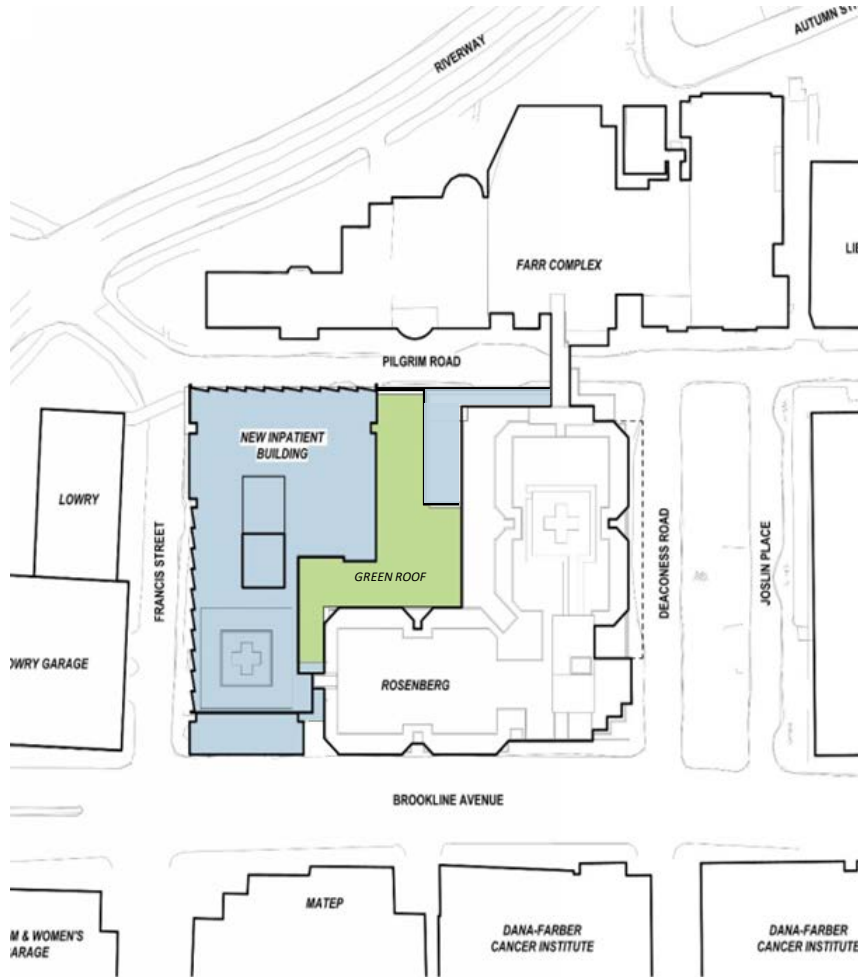 AUTUMN ST
RIVERWAY
FARR COMPLEX
LIE
PILGRIM ROAD
NEW INPATIENT
BUILDING
LOWRY
FRANCIS STREET
GREEN ROOF
DEACONESS ROAD
JOSLIN PLACE
OWRY GARAGE
ROSENBERG
BROOKLINE AVENUE
MATEP
DANA-FARBER
CANCER INSTITUTE
DANA-FARBER
CANCER INSTITUTE
M & WOMEN'S
ARAGE